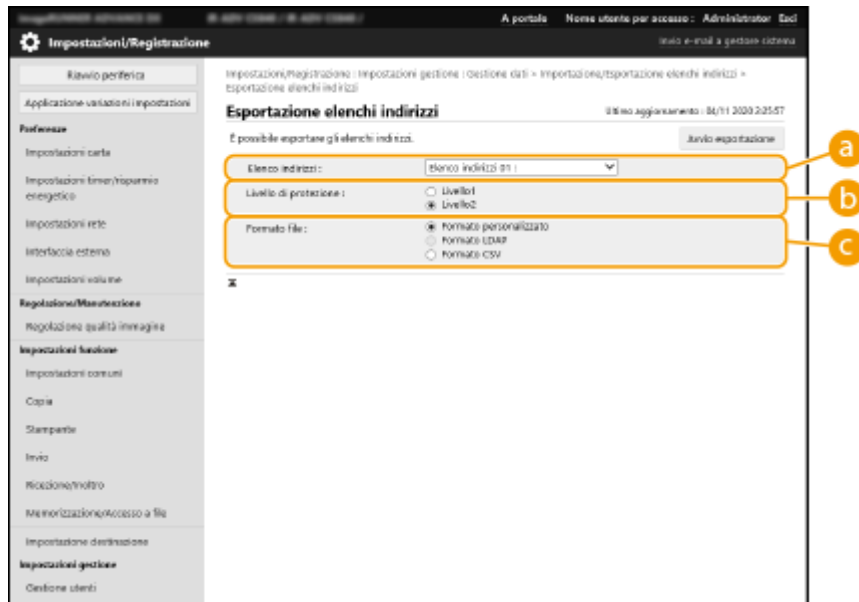 A portale Nome utente per accesso : Administrator Esci
Impostazioni/Registrazione
Invio e-mail a gestore sistema
Riavvio periferica
Applicazione variazioni impostazioni
Preferenze
Impostazioni carta
Impostazioni timer/risparmio
energetico
Impostazioni rete
Interfaccia esterna
Impostazioni volume
Regolazione/Manutenzione
Regolazione qualità immagine
Impostazioni funzione
Impostazioni comuni
Copia
Stampante
Invio
Ricezione/Inoltro
Memorizzazione/Accesso a file
Impostazione destinazione
Impostazioni gestione
Gestione utenti
Impostazioni/Registrazione : Impostazioni gestione : Gestione dati > Importazione/Esportazione elenchi indirizzi >
Esportazione elenchi indirizzi
Esportazione elenchi indirizzi
Ultimo aggiornamento : 04/11 2020 2:25:57
È possibile esportare gli elenchi indirizzi.
Avvio esportazione
Elenco indirizzi :
Elenco indirizzi 01 :
a
Livello di protezione :
Livello1
Livello2
b
Formato file :
Formato personalizzato
Formato LDAP
Formato CSV
c